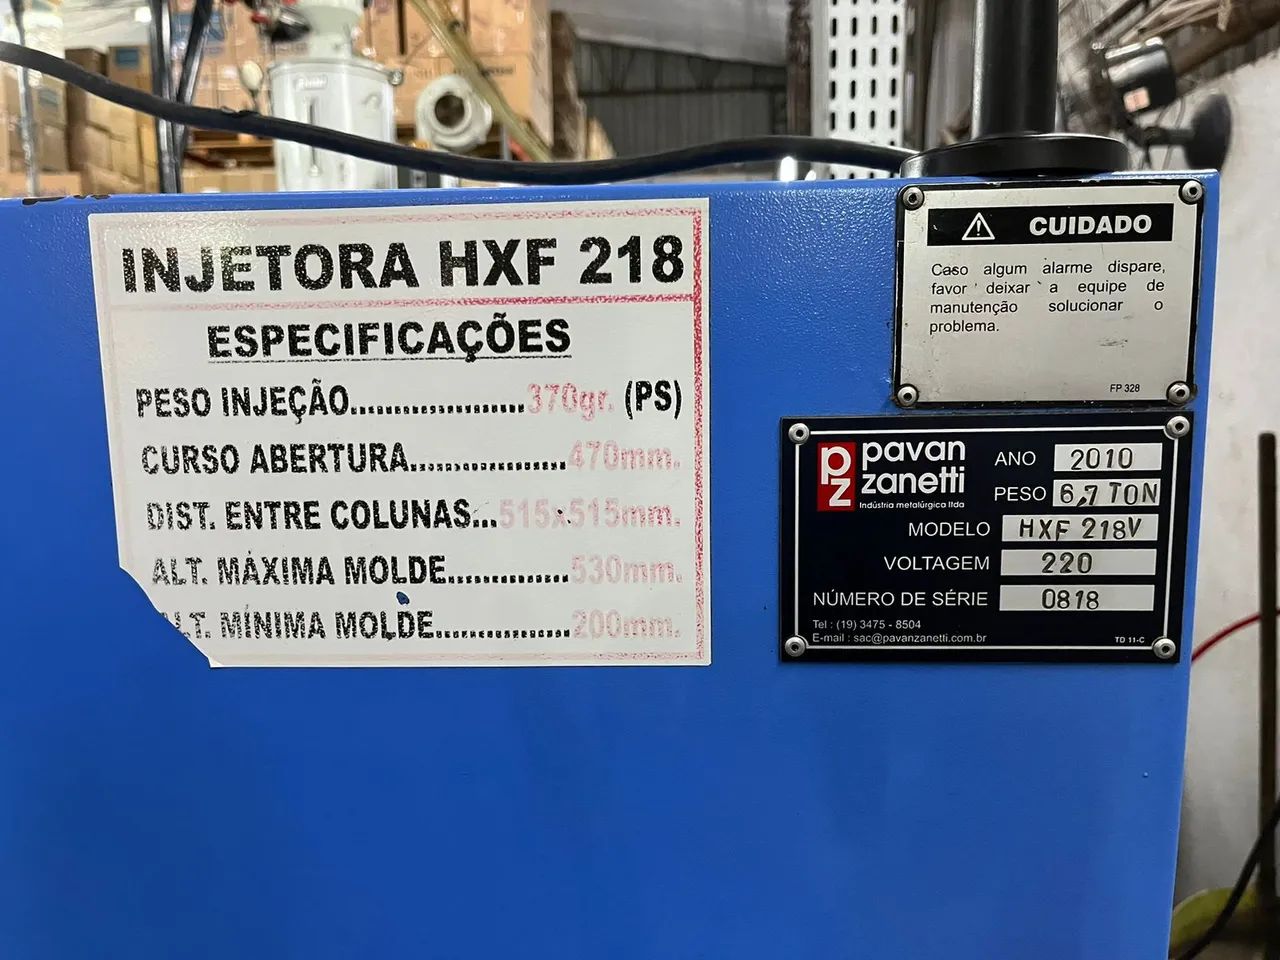 INJETORA HXF 218
ESPECIFICAÇÕES
PESO INJEÇÃO.....................370gr. (PS)
CURSO ABERTURA...................470mm.
DIST. ENTRE COLUNAS...515x515mm.
ALT. MÁXIMA MOLDE...............530mm.
LT. MÍNIMA MOLDE.................200mm.
CUIDADO
Caso algum alarme dispare,
favor deixar a equipe de
manutenção solucionar o
problema.
FP 328
pz
pavan
zanetti
Indústria metalúrgica ltda
ANO 2010
PESO 6,7 TON
MODELO HXF 218V
VOLTAGEM 220
NÚMERO DE SÉRIE 0818
Tel : (19) 3475 - 8504
E-mail : sac@pavanzanetti.com.br
TD 11-C